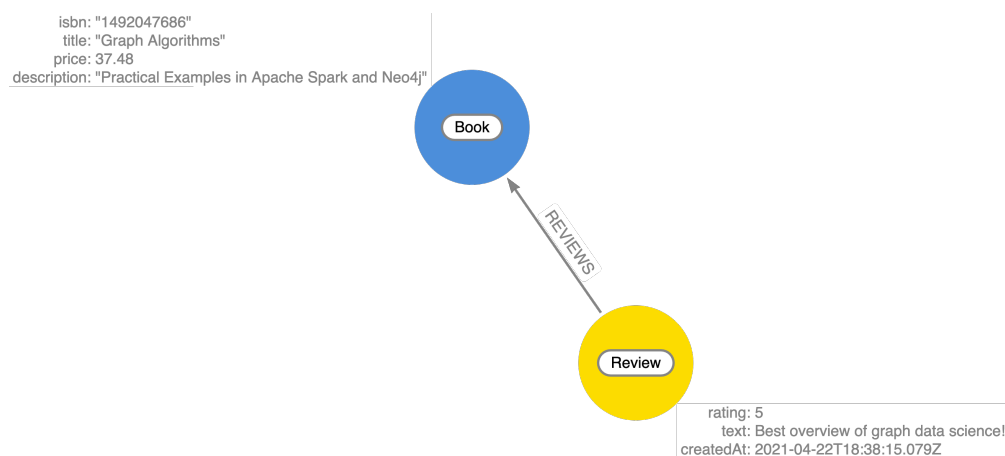 isbn: "1492047686"
title: "Graph Algorithms"
price: 37.48
description: "Practical Examples in Apache Spark and Neo4j"
Book
REVIEWS
Review
rating: 5
text: Best overview of graph data science!
createdAt: 2021-04-22T18:38:15.079Z